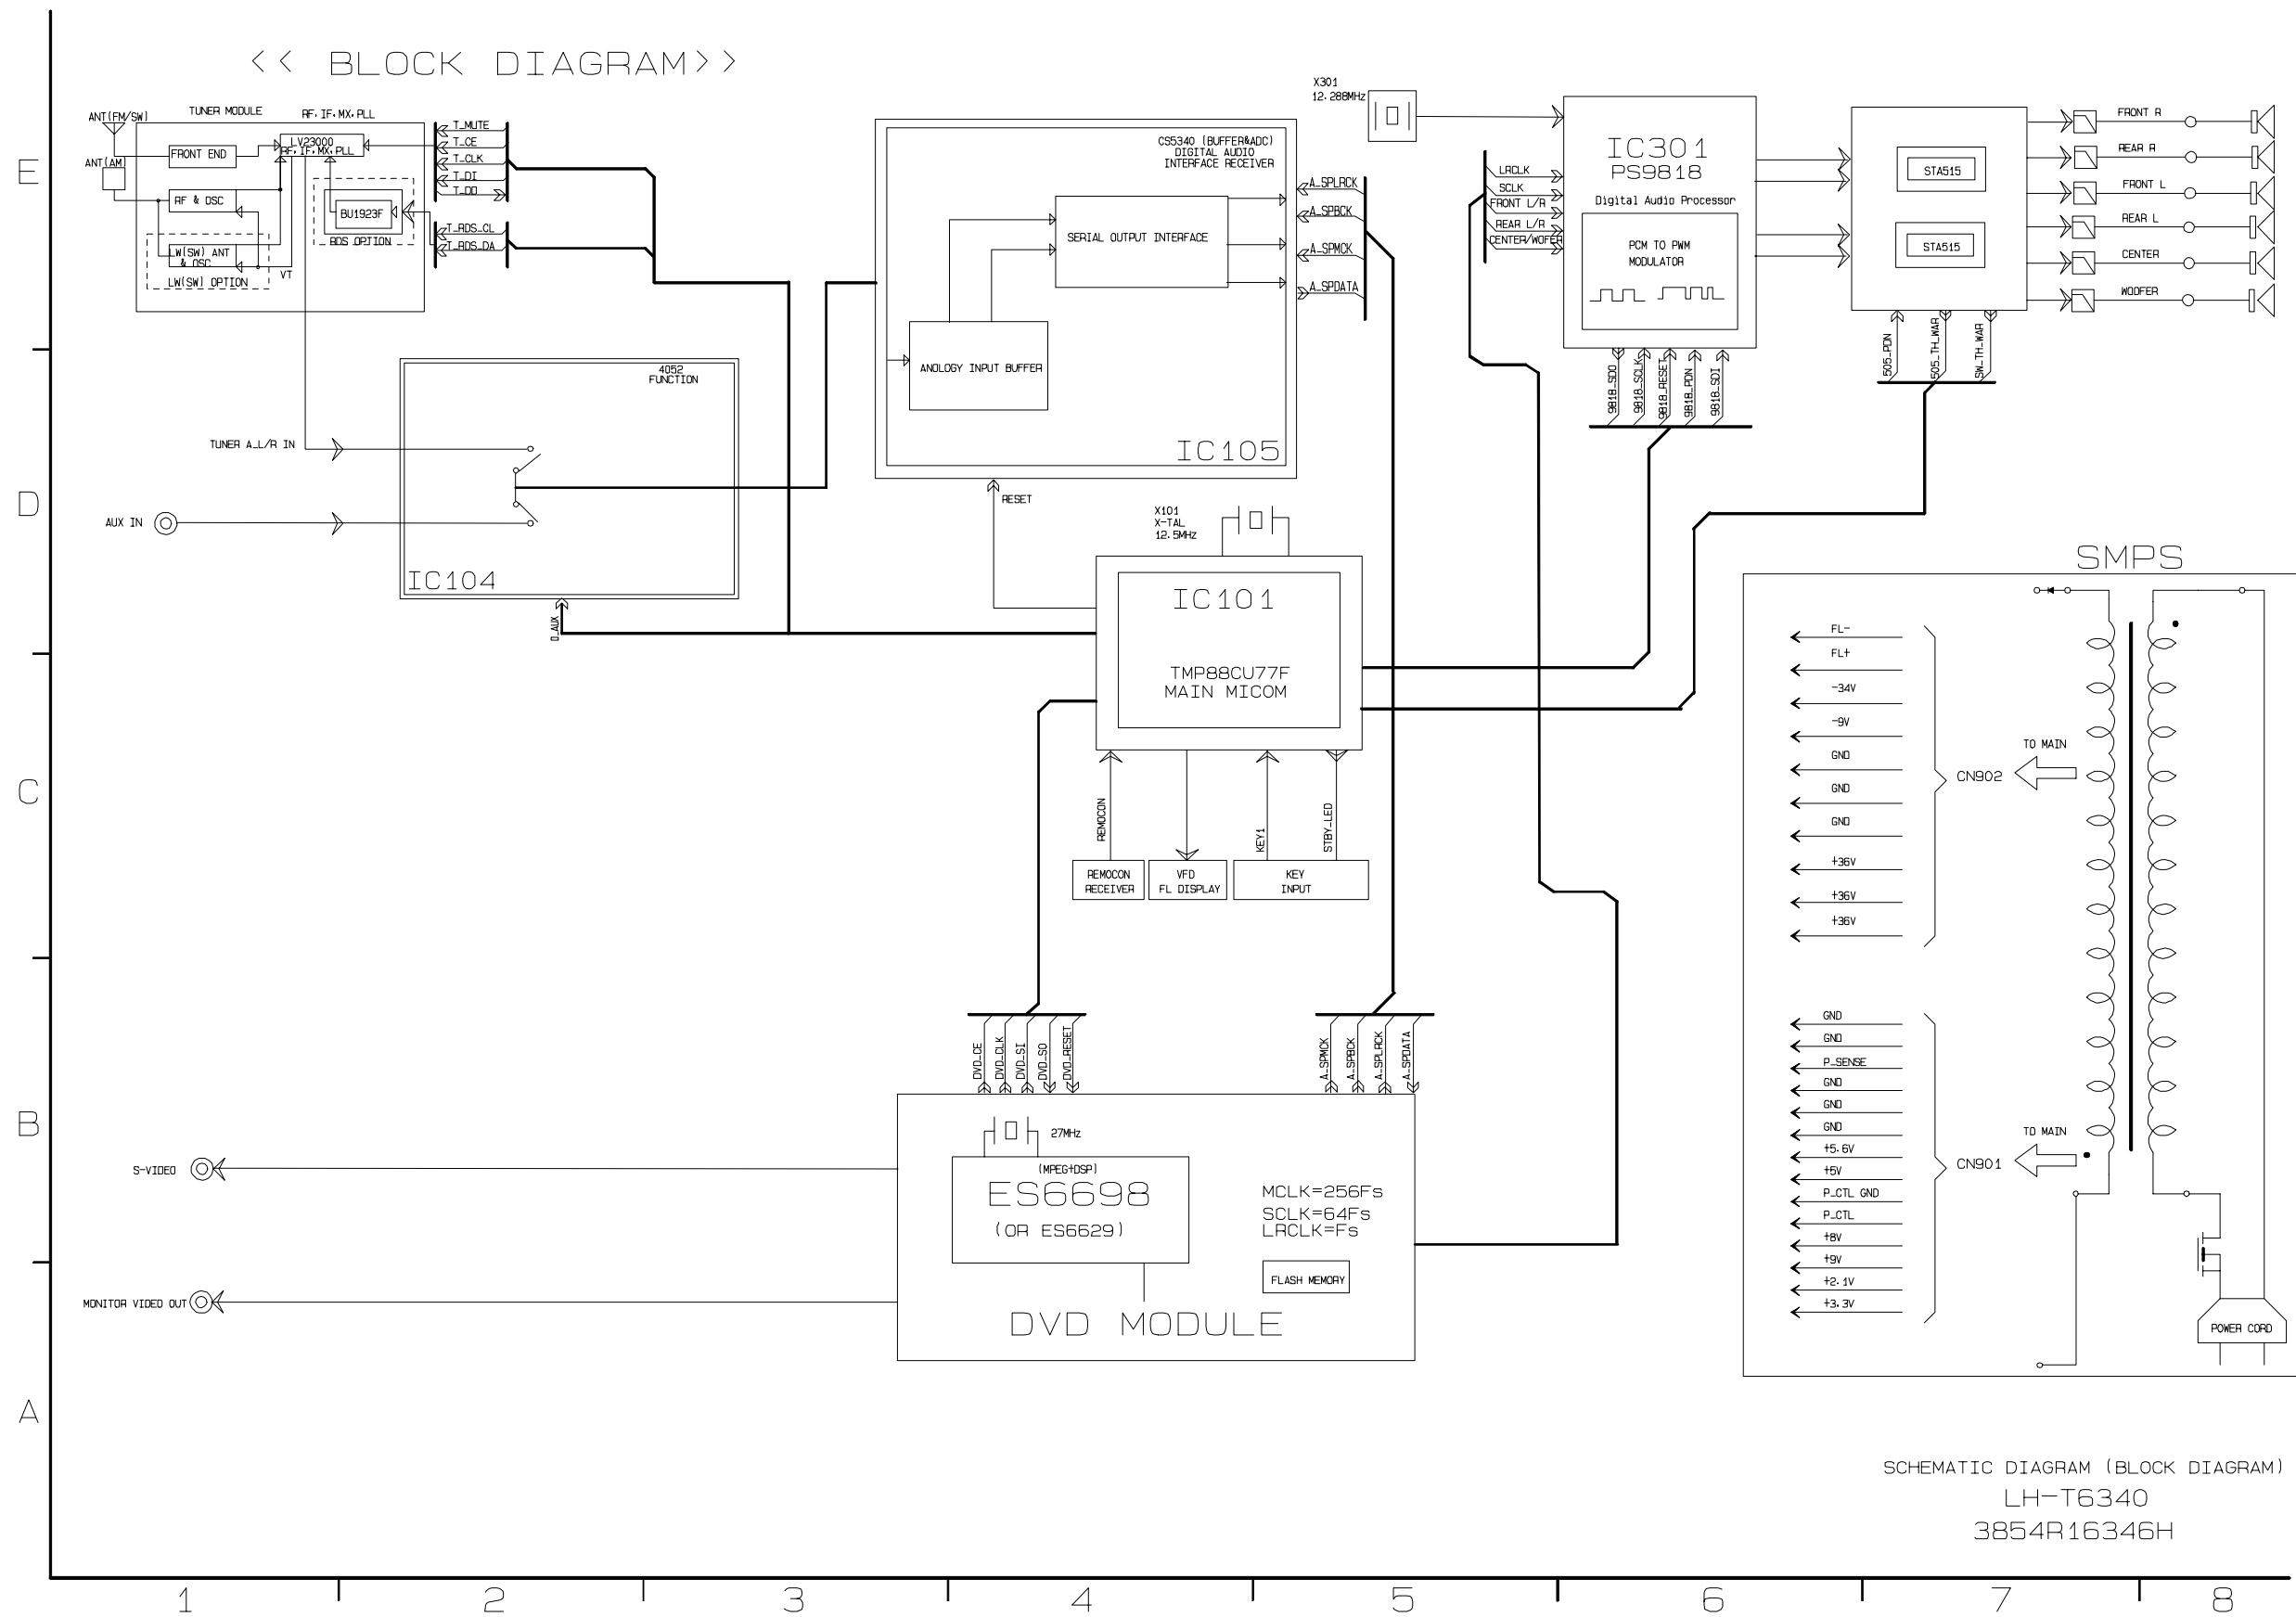 << BLOCK DIAGRAM>>
TUNER MODULE
RF. IF. MX. PLL
ANT(FM/SW)
ANT(AM)
FRONT END
LV23000
RF. IF. MX. PLL
RF & OSC
BU1923F
RDS OPTION
LW(SW) ANT
& OSC
LW(SW) OPTION
VT
T_MUTE
T_CE
T_CLK
T_DI
T_DO
T_RDS_CL
T_RDS_DA
4052
FUNCTION
TUNER A_L/R IN
AUX IN
IC104
D_AUX
CS5340 (BUFFER&ADC)
DIGITAL AUDIO
INTERFACE RECEIVER
SERIAL OUTPUT INTERFACE
ANOLOGY INPUT BUFFER
IC105
A_SPLRCK
A_SPBCK
A_SPMCK
A_SPDATA
RESET
X301
12.288MHz
LRCLK
SCLK
FRONT L/R
REAR L/R
CENTER/WOFER
IC301
PS9818
Digital Audio Processor
PCM TO PWM
MODULATOR
9818_SDO
9818_SCLK
9818_RESET
9818_PDN
9818_SDI
STA515
STA515
505_PDN
505_TH_WAR
SW_TH_WAR
FRONT R
REAR R
FRONT L
REAR L
CENTER
WOOFER
X101
X-TAL
12.5MHz
IC101
TMP88CU77F
MAIN MICOM
REMOCON
KEY1
STBY_LED
REMOCON
RECEIVER
VFD
FL DISPLAY
KEY
INPUT
DVD_CE
DVD_CLK
DVD_SI
DVD_SO
DVD_RESET
A_SPMCK
A_SPBCK
A_SPLRCK
A_SPDATA
27MHz
(MPEG+DSP)
ES6698
(OR ES6629)
MCLK=256Fs
SCLK=64Fs
LRCLK=Fs
FLASH MEMORY
DVD MODULE
S-VIDEO
MONITOR VIDEO OUT
SMPS
FL-
FL+
-34V
-9V
GND
GND
GND
+36V
+36V
+36V
CN902
TO MAIN
GND
GND
P_SENSE
GND
GND
GND
+5.6V
+5V
P_CTL GND
P_CTL
+8V
+9V
+2.1V
+3.3V
CN901
TO MAIN
POWER CORD
SCHEMATIC DIAGRAM (BLOCK DIAGRAM)
LH-T6340
3854R16346H
E
D
C
B
A
1 2 3 4 5 6 7 8